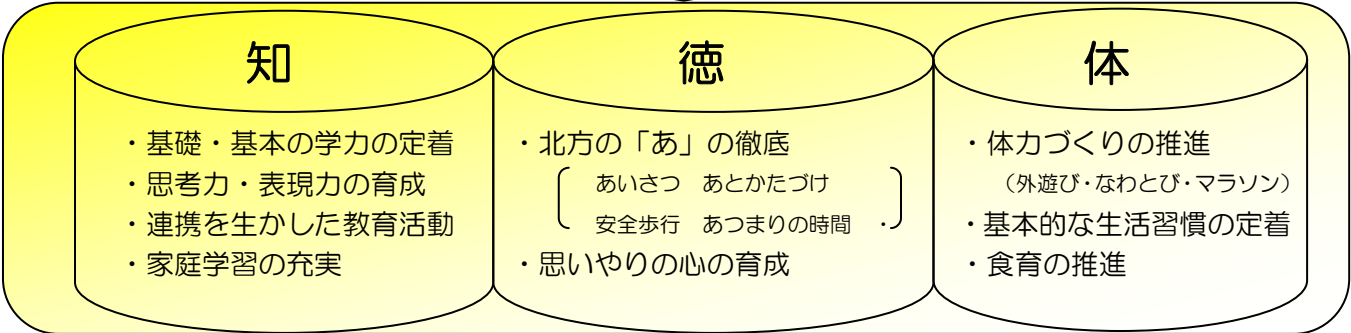 知
・基礎・基本の学力の定着
・思考力・表現力の育成
・連携を生かした教育活動
・家庭学習の充実
徳
・北方の「あ」の徹底
あいさつ　あとかたづけ
安全歩行　あつまりの時間　・
・思いやりの心の育成
体
・体力づくりの推進
（外遊び・なわとび・マラソン）
・基本的な生活習慣の定着
・食育の推進